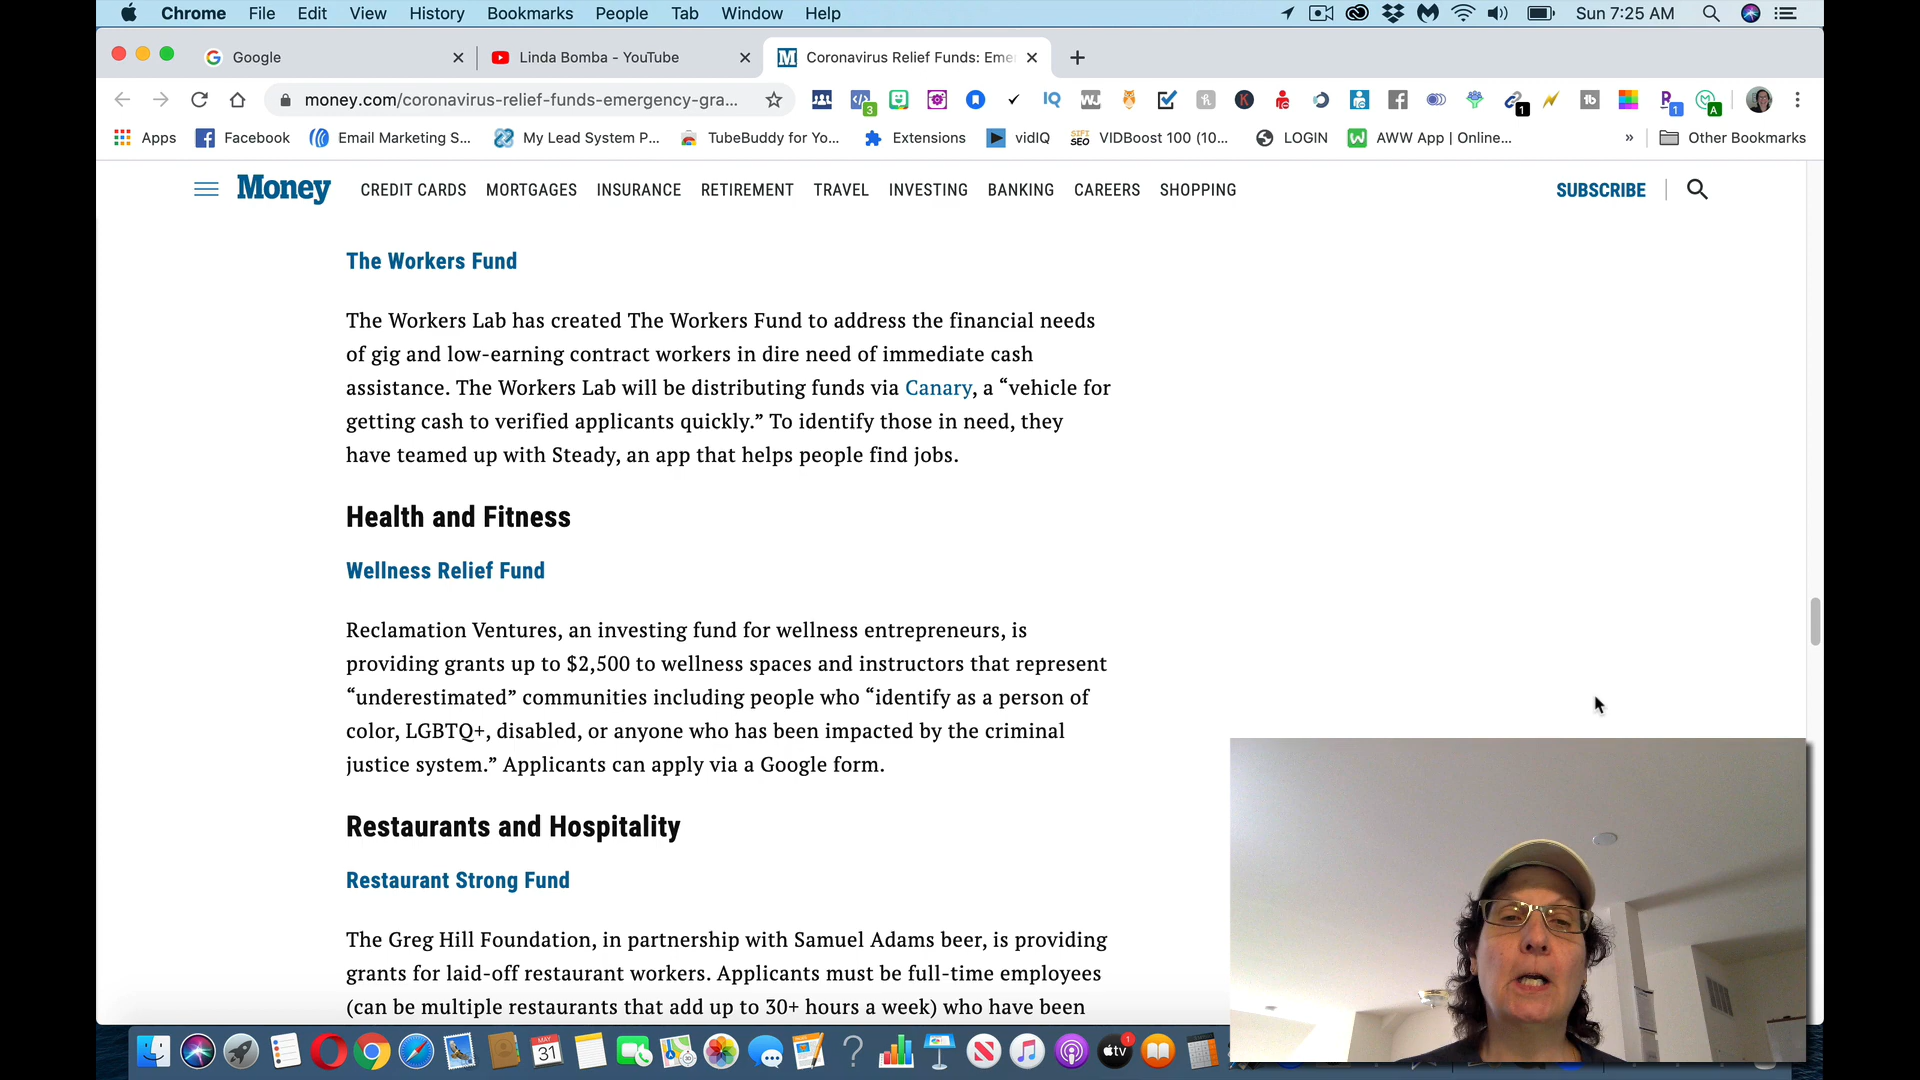 Chrome File Edit View History Bookmarks People Tab Window Help Sun 7:25 AM
Google Linda Bomba - YouTube Coronavirus Relief Funds: Eme
money.com/coronavirus-relief-funds-emergency-gra...
Apps Facebook Email Marketing S... My Lead System P... TubeBuddy for Yo... Extensions vidIQ VIDBoost 100 (10... LOGIN AWW App | Online... » Other Bookmarks
Money CREDIT CARDS MORTGAGES INSURANCE RETIREMENT TRAVEL INVESTING BANKING CAREERS SHOPPING SUBSCRIBE
The Workers Fund
The Workers Lab has created The Workers Fund to address the financial needs
of gig and low-earning contract workers in dire need of immediate cash
assistance. The Workers Lab will be distributing funds via Canary, a “vehicle for
getting cash to verified applicants quickly.” To identify those in need, they
have teamed up with Steady, an app that helps people find jobs.
Health and Fitness
Wellness Relief Fund
Reclamation Ventures, an investing fund for wellness entrepreneurs, is
providing grants up to $2,500 to wellness spaces and instructors that represent
“underestimated” communities including people who “identify as a person of
color, LGBTQ+, disabled, or anyone who has been impacted by the criminal
justice system.” Applicants can apply via a Google form.
Restaurants and Hospitality
Restaurant Strong Fund
The Greg Hill Foundation, in partnership with Samuel Adams beer, is providing
grants for laid-off restaurant workers. Applicants must be full-time employees
(can be multiple restaurants that add up to 30+ hours a week) who have been
MAY 31 tv 1